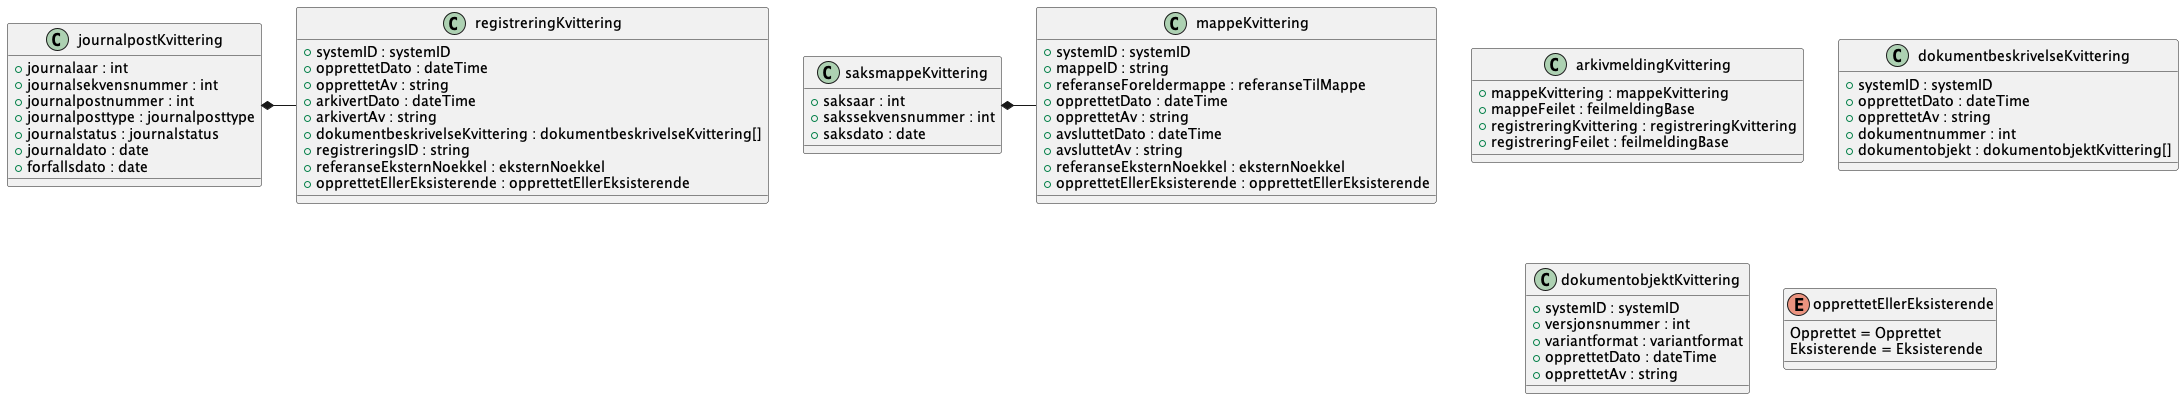 journalpostKvittering
journalaar : int
journalsekvensnummer : int
journalpostnummer : int
journalposttype : journalposttype
journalstatus : journalstatus
journaldato : date
forfallsdato : date
registreringKvittering
systemID : systemID
opprettetDato : dateTime
opprettetAv : string
arkivertDato : dateTime
arkivertAv : string
dokumentbeskrivelseKvittering : dokumentbeskrivelseKvittering[]
registreringsID : string
referanseEksternNoekkel : eksternNoekkel
opprettetEllerEksisterende : opprettetEllerEksisterende
saksmappeKvittering
saksaar : int
sakssekvensnummer : int
saksdato : date
mappeKvittering
systemID : systemID
mappeID : string
referanseForeldermappe : referanseTilMappe
opprettetDato : dateTime
opprettetAv : string
avsluttetDato : dateTime
avsluttetAv : string
referanseEksternNoekkel : eksternNoekkel
opprettetEllerEksisterende : opprettetEllerEksisterende
arkivmeldingKvittering
mappeKvittering : mappeKvittering
mappeFeilet : feilmeldingBase
registreringKvittering : registreringKvittering
registreringFeilet : feilmeldingBase
dokumentbeskrivelseKvittering
systemID : systemID
opprettetDato : dateTime
opprettetAv : string
dokumentnummer : int
dokumentobjekt : dokumentobjektKvittering[]
dokumentobjektKvittering
systemID : systemID
versjonsnummer : int
variantformat : variantformat
opprettetDato : dateTime
opprettetAv : string
opprettetEllerEksisterende
Opprettet = Opprettet
Eksisterende = Eksisterende